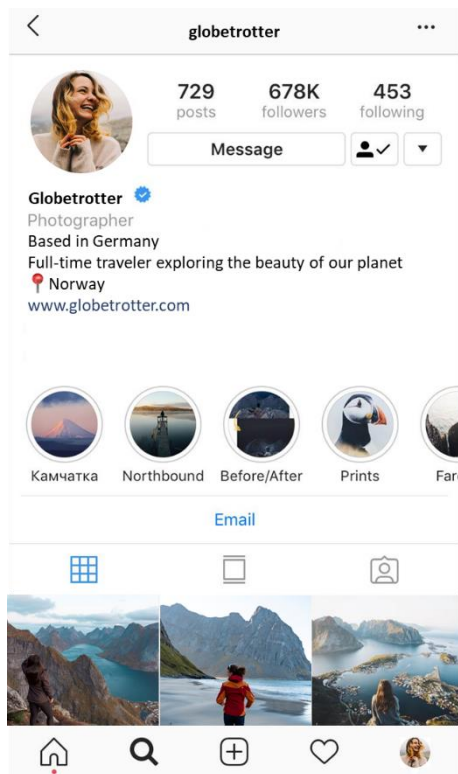 globetrotter
729 678K 453
posts followers following
Message
Globetrotter
Photographer
Based in Germany
Full-time traveler exploring the beauty of our planet
Norway
www.globetrotter.com
Камчатка Northbound Before/After Prints Far
Email